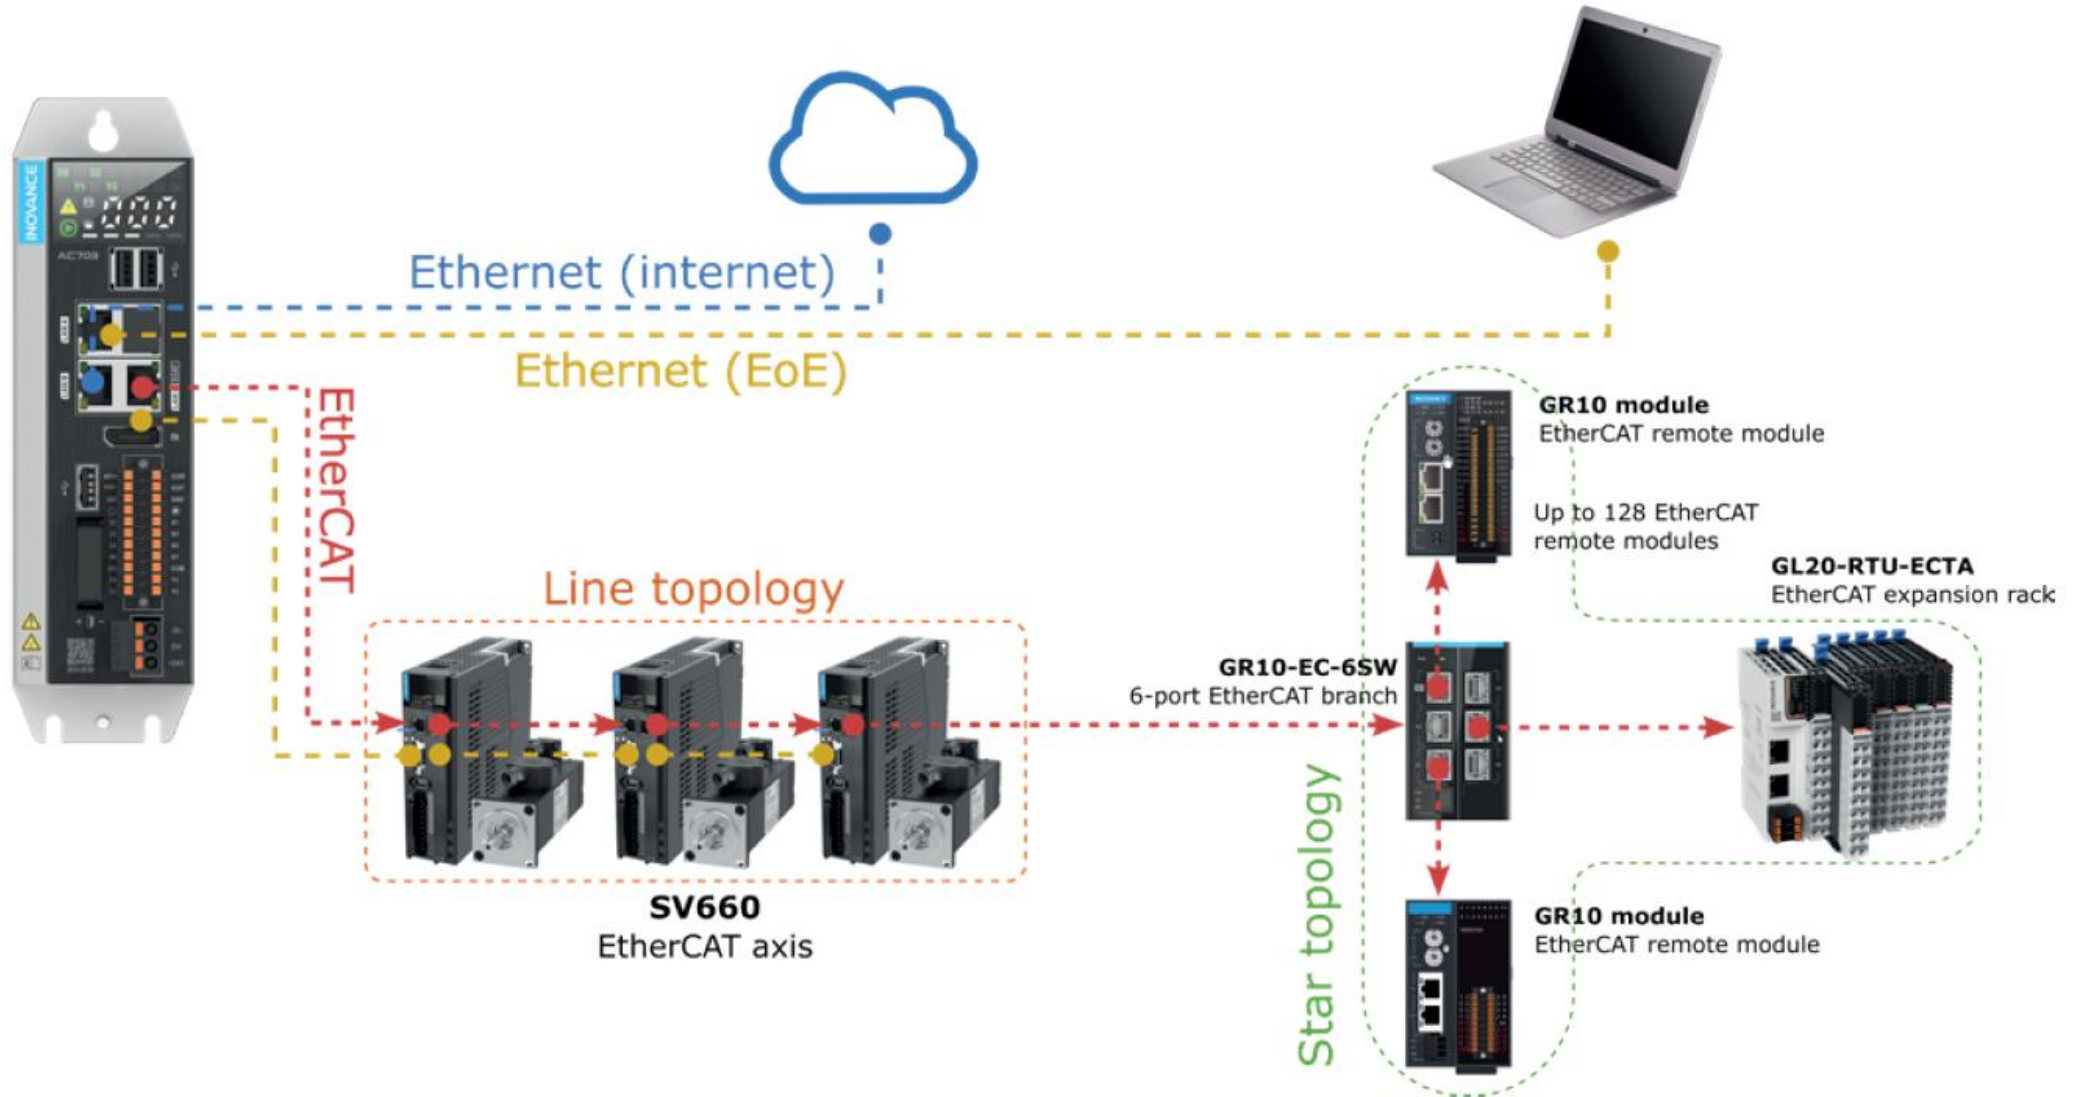 INOVANCE
000
AC703
Ethernet (internet)
Ethernet (EoE)
EtherCAT
Line topology
SV660
EtherCAT axis
GR10 module
EtherCAT remote module
Up to 128 EtherCAT
remote modules
GL20-RTU-ECTA
EtherCAT expansion rack
GR10-EC-6SW
6-port EtherCAT branch
Star topology
GR10 module
EtherCAT remote module